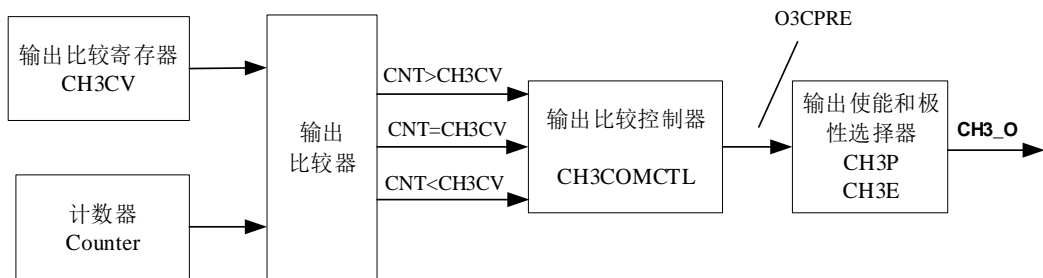 O3CPRE
输出比较寄存器
CH3CV
计数器
Counter
输出
比较器
CNT>CH3CV
CNT=CH3CV
CNT<CH3CV
输出比较控制器
CH3COMCTL
输出使能和极
性选择器
CH3P
CH3E
CH3_O